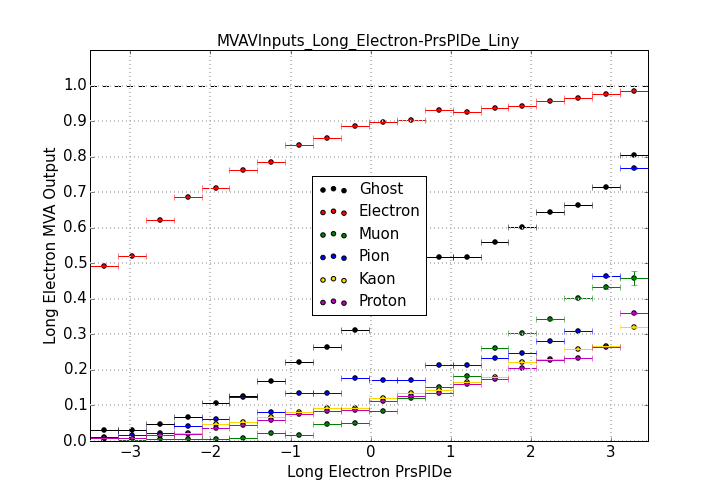 MVAVInputs_Long_Electron-PrsPIDe_Liny
Long Electron MVA Output
1.0
0.9
0.8
0.7
0.6
0.5
0.4
0.3
0.2
0.1
0.0
Ghost
Electron
Muon
Pion
Kaon
Proton
−3 −2 −1 0 1 2 3
Long Electron PrsPIDe